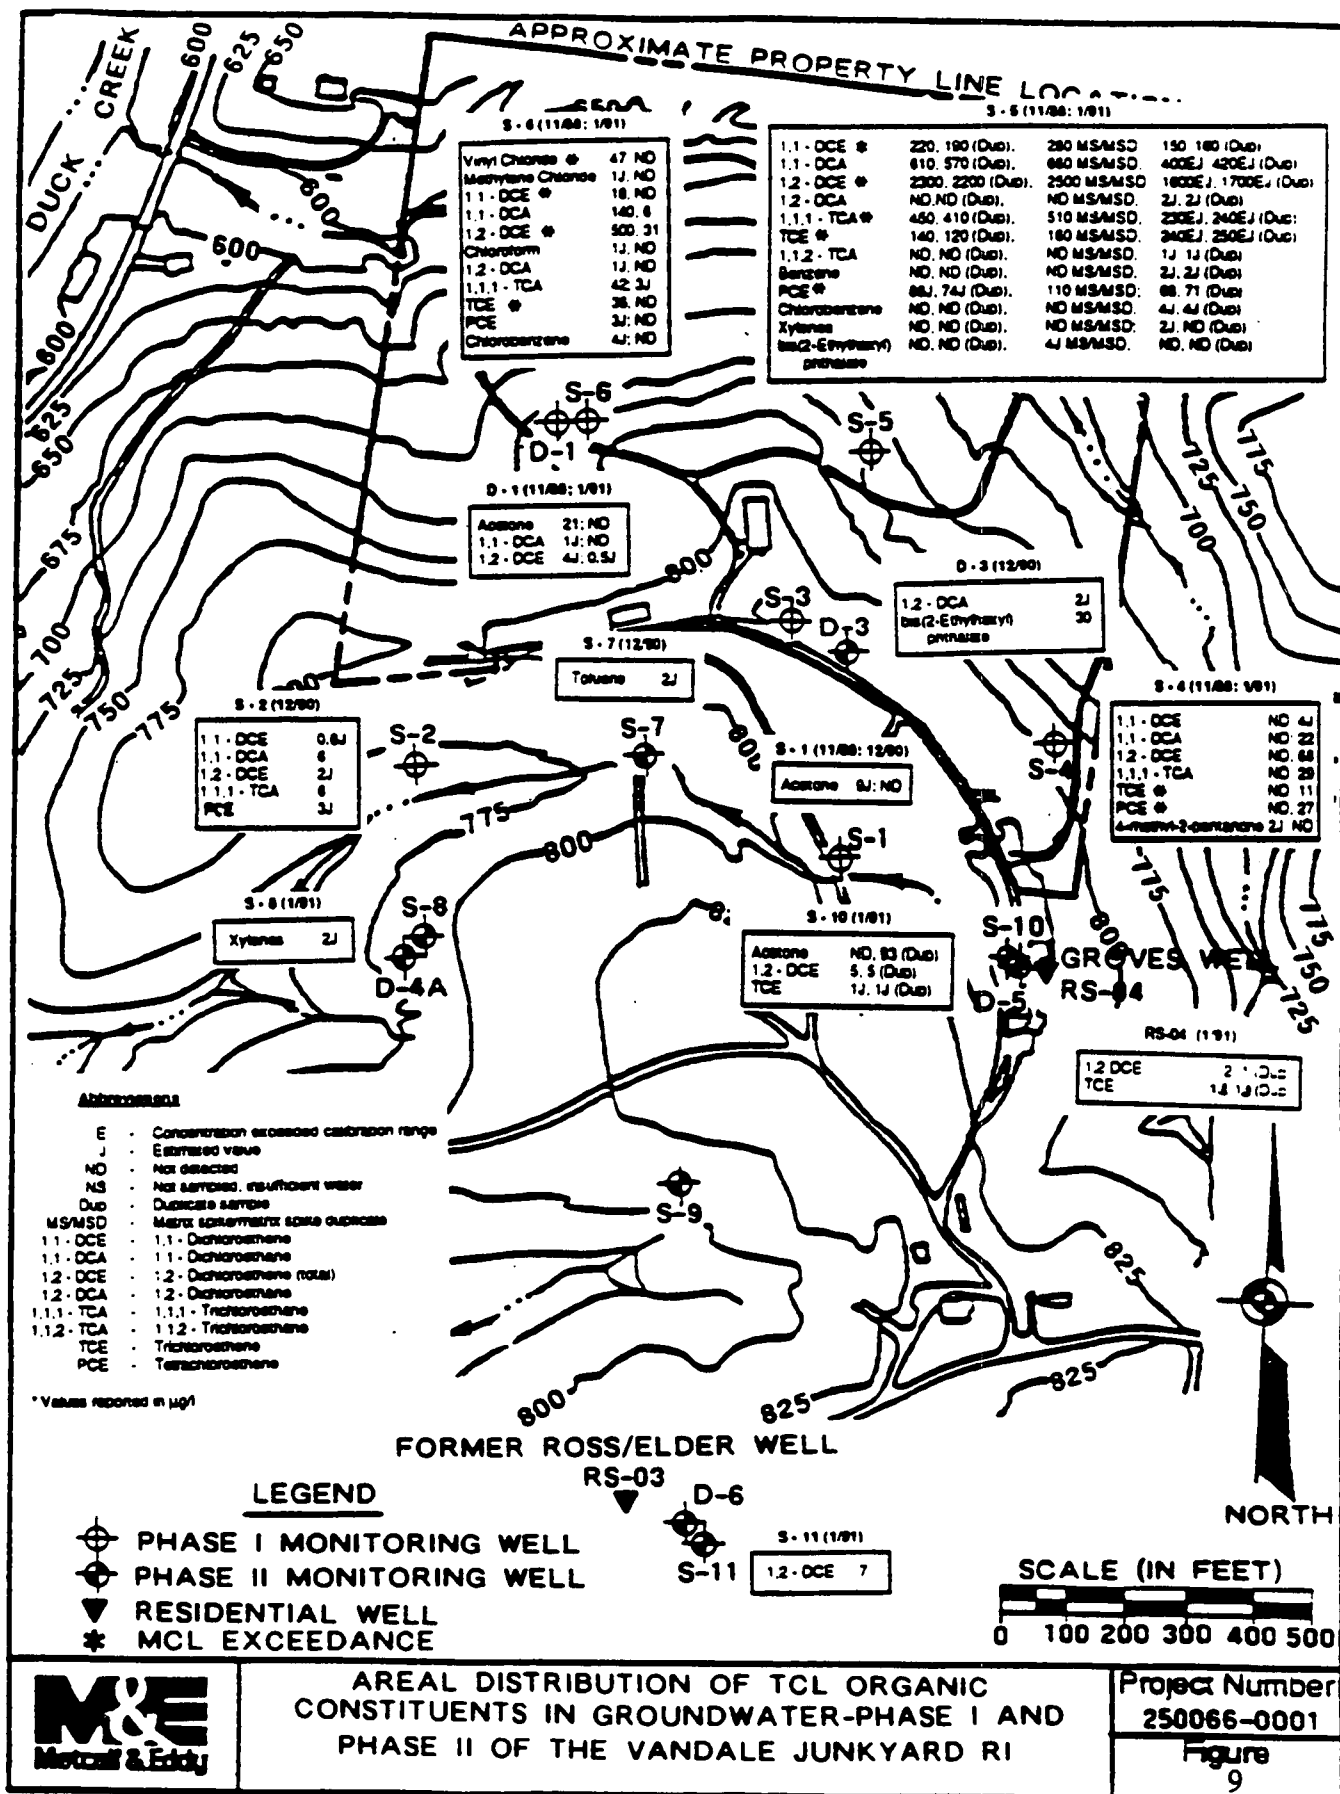 APPROXIMATE PROPERTY LINE
DUCK CREEK
600
625
650
600
600
S - 6 (11/88; 1/91)
Vinyl Chloride * 47 ND
Methylene Chloride 1J, ND
1.1 - DCE * 18, ND
1.1 - DCA 140, 6
1.2 - DCE * 500, 31
Chloroform 1J, ND
1.2 - DCA 1J, ND
1,1,1 - TCA 42 3J
TCE * 38, ND
PCE 3J; ND
Chlorobenzene 4J; ND
S - 5 (11/88; 1/91)
1.1 - DCE * 220, 190 (Dup), 280 MS/MSD 150 160 (Dup)
1.1 - DCA 610, 570 (Dup), 660 MS/MSD 400EJ 420EJ (Dup)
1.2 - DCE * 2300, 2200 (Dup), 2500 MS/MSD 1600EJ, 1700EJ (Dup)
1.2 - DCA ND, ND (Dup), ND MS/MSD, 2J, 2J (Dup)
1,1,1 - TCA * 450, 410 (Dup), 510 MS/MSD, 230EJ, 240EJ (Dup)
TCE * 140, 120 (Dup), 160 MS/MSD, 240EJ, 250EJ (Dup)
1,1,2 - TCA ND, ND (Dup), ND MS/MSD, 1J 1J (Dup)
Benzene ND, ND (Dup), ND MS/MSD, 2J, 2J (Dup)
PCE * 86J, 74J (Dup), 110 MS/MSD; 68, 71 (Dup)
Chlorobenzene ND, ND (Dup), ND MS/MSD, 4J, 4J (Dup)
Xylenes ND, ND (Dup), ND MS/MSD; 2J, ND (Dup)
bis(2-Ethylhexyl) ND, ND (Dup), 4J MS/MSD, ND, ND (Dup)
phthalate
600
625
650
675
700
725
750
775
S-6
D-1
S-5
775
750
725
700
D - 1 (11/88; 1/91)
Acetone 21; ND
1.1 - DCA 1J; ND
1.2 - DCE 4J; 0.5J
800
S-3
D-3
D - 3 (12/90)
1.2 - DCA 2J
bis(2-Ethylhexyl) 30
phthalate
S - 7 (12/90)
Toluene 2J
S - 2 (12/90)
1.1 - DCE 0.6J
1.1 - DCA 6
1.2 - DCE 2J
1,1,1 - TCA 6
PCE 3J
S-2
S-7
800
S - 1 (11/88; 12/90)
Acetone 9J; ND
S-4
S - 4 (11/88; 1/91)
1.1 - DCE ND 4J
1.1 - DCA ND 22
1.2 - DCE ND, 68
1,1,1 - TCA ND 29
TCE * ND 11
PCE * ND, 27
4-methyl-2-pentanone 2J ND
775
800
S-1
775
775
750
725
S - 8 (1/91)
Xylenes 2J
S-8
D-4A
S - 10 (1/91)
Acetone ND, 93 (Dup)
1.2 - DCE 5, 5 (Dup)
TCE 1J, 1J (Dup)
S-10
D-5
800
GROVES WELL
RS-04
RS-04 (1 91)
1.2 DCE
TCE
Abbreviations
E - Concentration exceeded calibration range
J - Estimated value
ND - Not detected
NS - Not sampled, insufficient water
Dup - Duplicate sample
MS/MSD - Matrix spike/matrix spike duplicate
1.1 - DCE - 1,1 - Dichloroethene
1.1 - DCA - 1.1 - Dichloroethane
1.2 - DCE - 1.2 - Dichloroethene (total)
1.2 - DCA - 1.2 - Dichloroethane
1,1,1 - TCA - 1,1,1 - Trichloroethane
1,1,2 - TCA - 1 1 2 - Trichloroethane
TCE - Trichloroethene
PCE - Tetrachloroethene
* Values reported in µg/l
S-9
825
800
825
825
FORMER ROSS/ELDER WELL
RS-03
D-6
S-11
S - 11 (1/91)
1.2 - DCE 7
NORTH
LEGEND
PHASE I MONITORING WELL
PHASE II MONITORING WELL
RESIDENTIAL WELL
* MCL EXCEEDANCE
SCALE (IN FEET)
0 100 200 300 400 500
M&E
Metcalf & Eddy
AREAL DISTRIBUTION OF TCL ORGANIC
CONSTITUENTS IN GROUNDWATER-PHASE I AND
PHASE II OF THE VANDALE JUNKYARD RI
Project Number
250066-0001
Figure
9